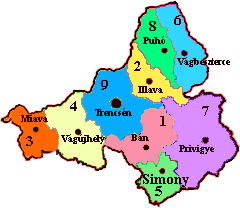 8
6
Puhó
Vágbeszterce
2
9
Illava
4
Trencsén
Miava
1
7
3
Vágujhely
Bán
Privigye
Simony
5